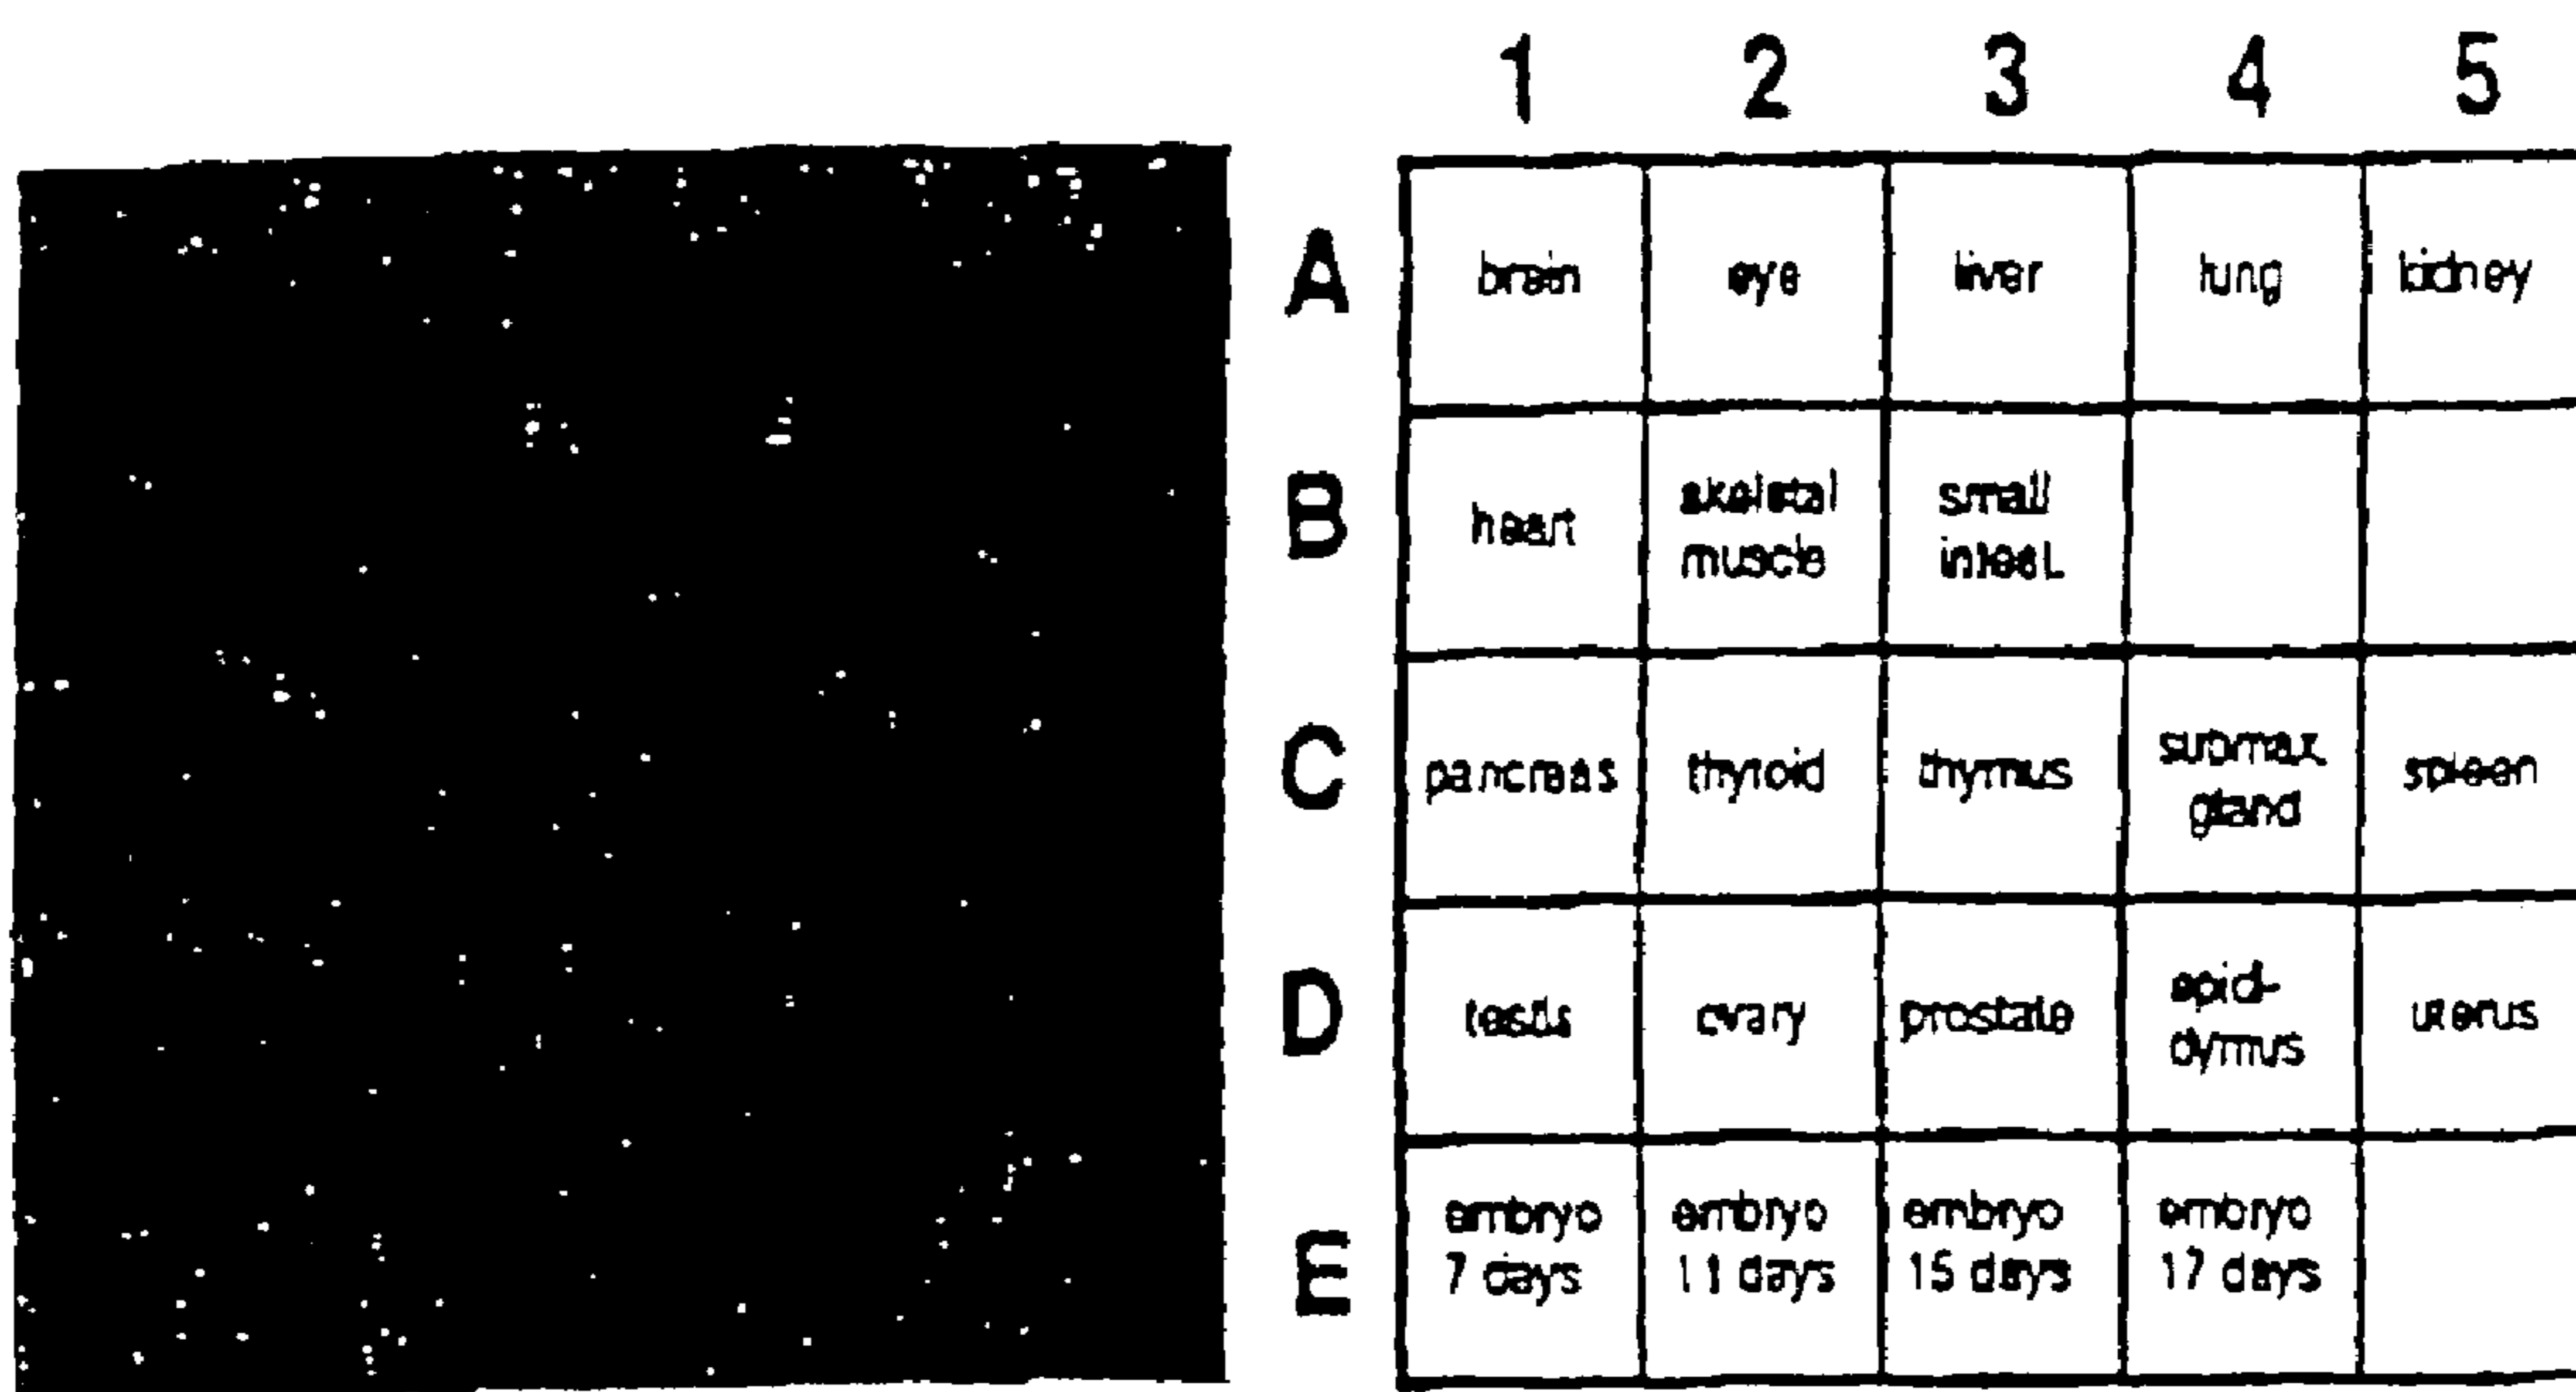 1 2 3 4 5
A brain eye liver lung kidney
B heart skeletal muscle small intest.
C pancreas thyroid thymus submax gland spleen
D testis ovary prostate epid-dymus uterus
E embryo 7 days embryo 11 days embryo 15 days embryo 17 days